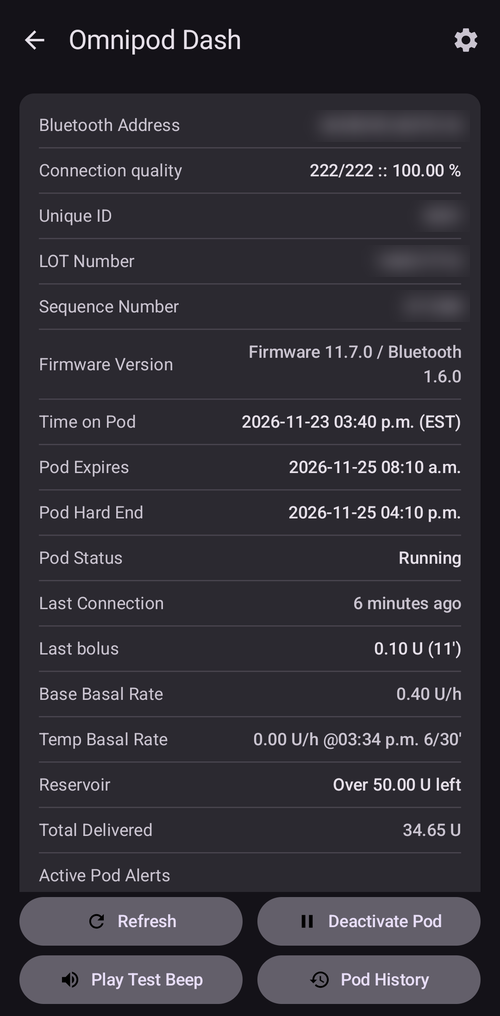 Omnipod Dash
Bluetooth Address
Connection quality 222/222 :: 100.00 %
Unique ID
LOT Number
Sequence Number
Firmware Version Firmware 11.7.0 / Bluetooth
1.6.0
Time on Pod 2026-11-23 03:40 p.m. (EST)
Pod Expires 2026-11-25 08:10 a.m.
Pod Hard End 2026-11-25 04:10 p.m.
Pod Status Running
Last Connection 6 minutes ago
Last bolus 0.10 U (11')
Base Basal Rate 0.40 U/h
Temp Basal Rate 0.00 U/h @03:34 p.m. 6/30'
Reservoir Over 50.00 U left
Total Delivered 34.65 U
Active Pod Alerts
Refresh Deactivate Pod
Play Test Beep Pod History